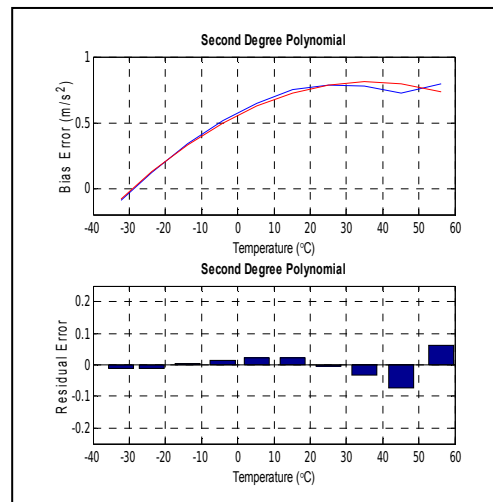 Second Degree Polynomial
1
0.5
0
Bias Error (m/s²)
-40 -30 -20 -10 0 10 20 30 40 50 60
Temperature (°C)
Second Degree Polynomial
0.2
0.1
0
-0.1
-0.2
Residual Error
-40 -30 -20 -10 0 10 20 30 40 50 60
Temperature (°C)